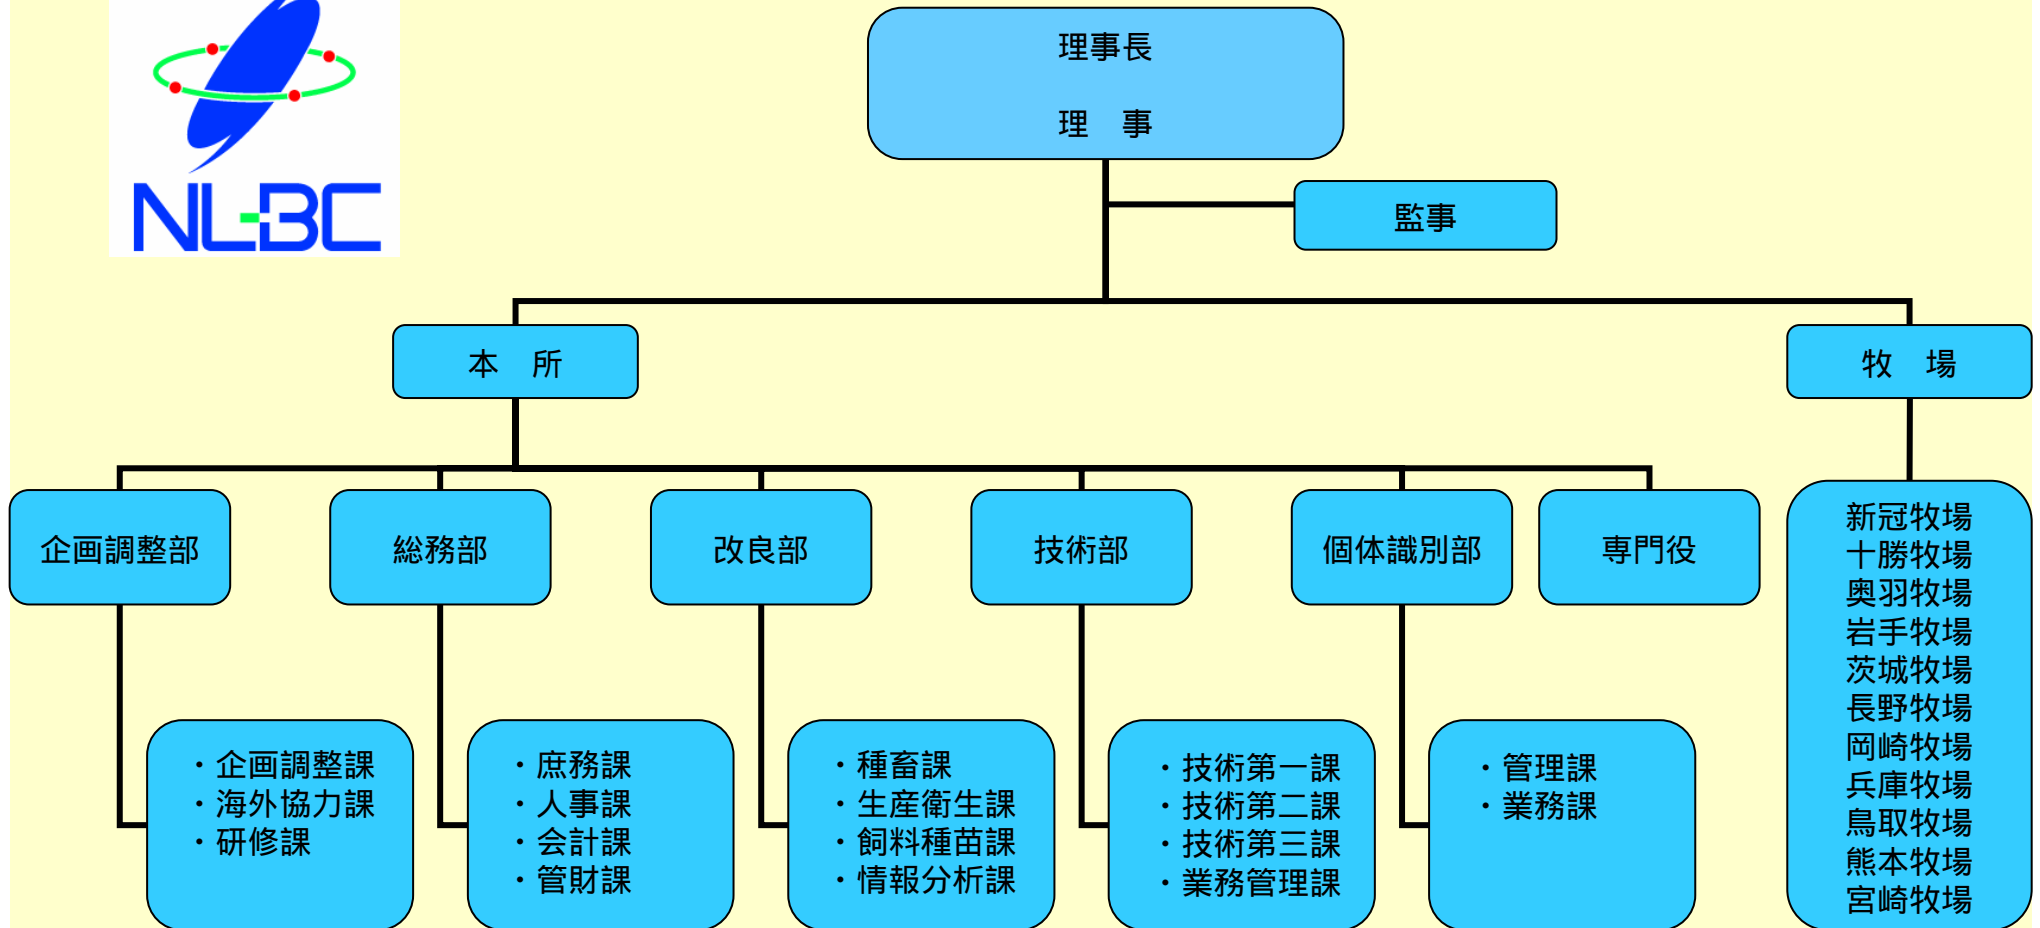 NLBC
理事長
理　事
監事
本　所
牧　場
企画調整部
総務部
改良部
技術部
個体識別部
専門役
・企画調整課
・海外協力課
・研修課
・庶務課
・人事課
・会計課
・管財課
・種畜課
・生産衛生課
・飼料種苗課
・情報分析課
・技術第一課
・技術第二課
・技術第三課
・業務管理課
・管理課
・業務課
新冠牧場
十勝牧場
奥羽牧場
岩手牧場
茨城牧場
長野牧場
岡崎牧場
兵庫牧場
鳥取牧場
熊本牧場
宮崎牧場